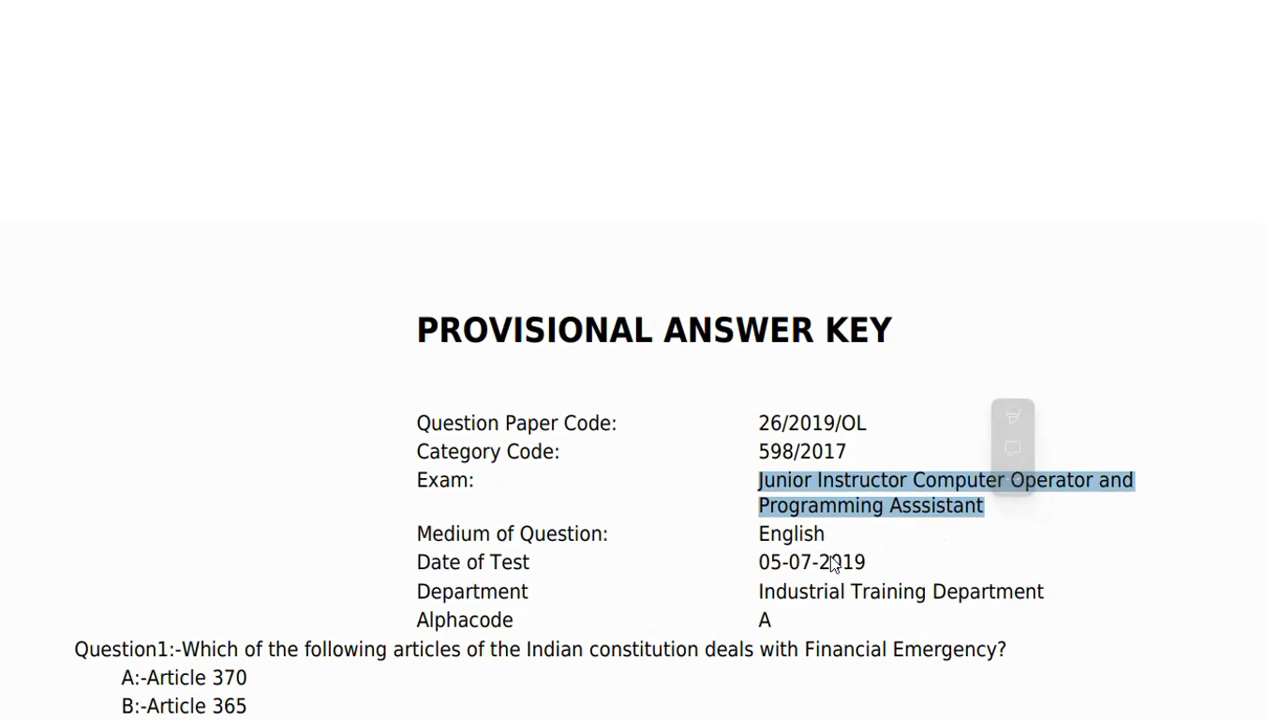 PROVISIONAL ANSWER KEY
Question Paper Code: 26/2019/OL
Category Code: 598/2017
Exam: Junior Instructor Computer Operator and
Programming Asssistant
Medium of Question: English
Date of Test 05-07-2019
Department Industrial Training Department
Alphacode A
Question1:-Which of the following articles of the Indian constitution deals with Financial Emergency?
A:-Article 370
B:-Article 365